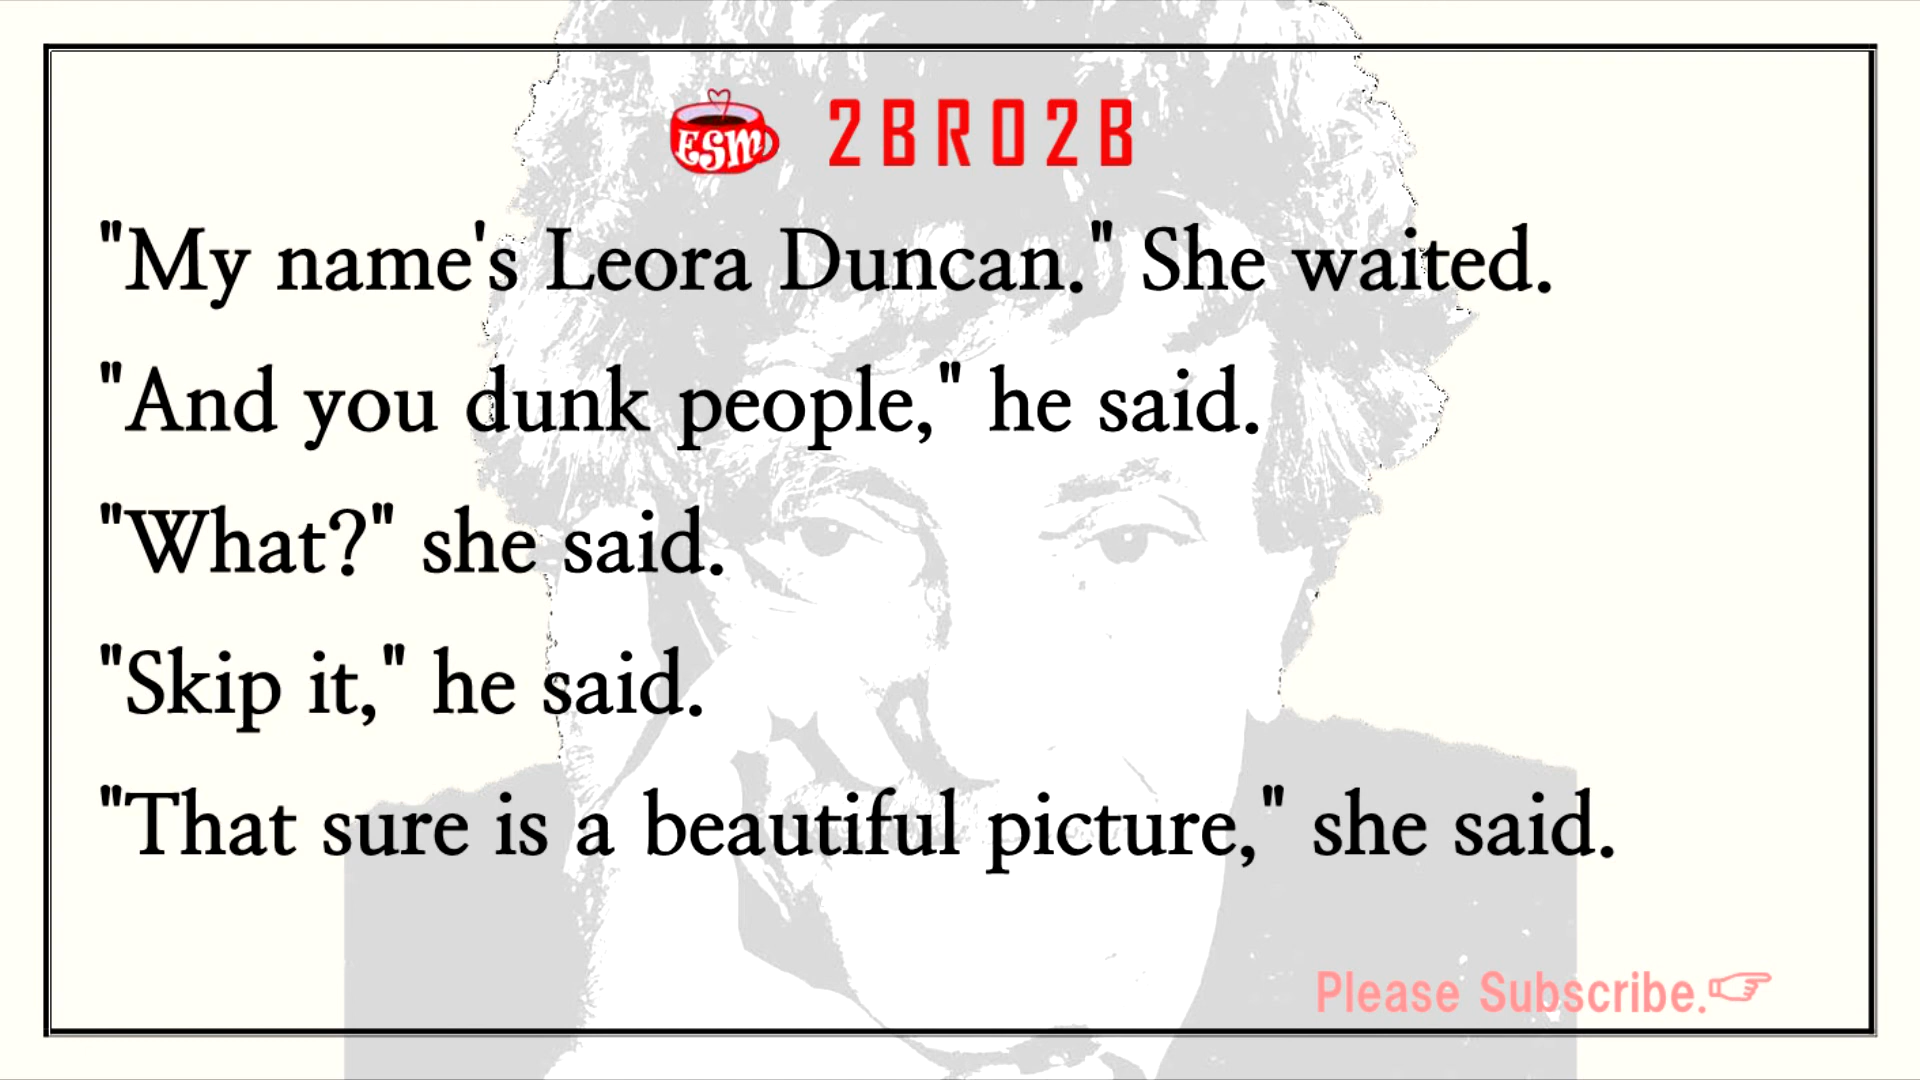 ESM 2BR02B
"My name's Leora Duncan." She waited.
"And you dunk people," he said.
"What?" she said.
"Skip it," he said.
"That sure is a beautiful picture," she said.
Please Subscribe.